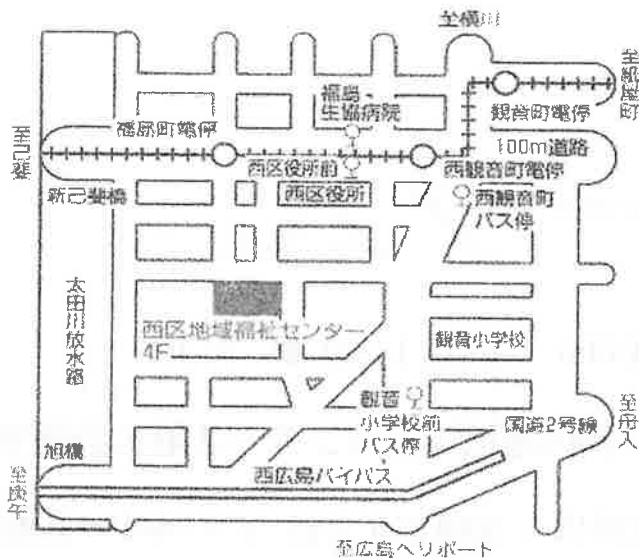 至横川
至紙屋町
福島
生協病院
観音町電停
福島町電停
100m道路
至己斐
西区役所前
西観音町電停
新己斐橋
西区役所
西観音町
バス停
太田川放水路
西区地域福祉センター
4F
観音小学校
観音
小学校前
バス停
国道2号線
至舟入
旭橋
西広島バイパス
至庚午
至広島ヘリポート